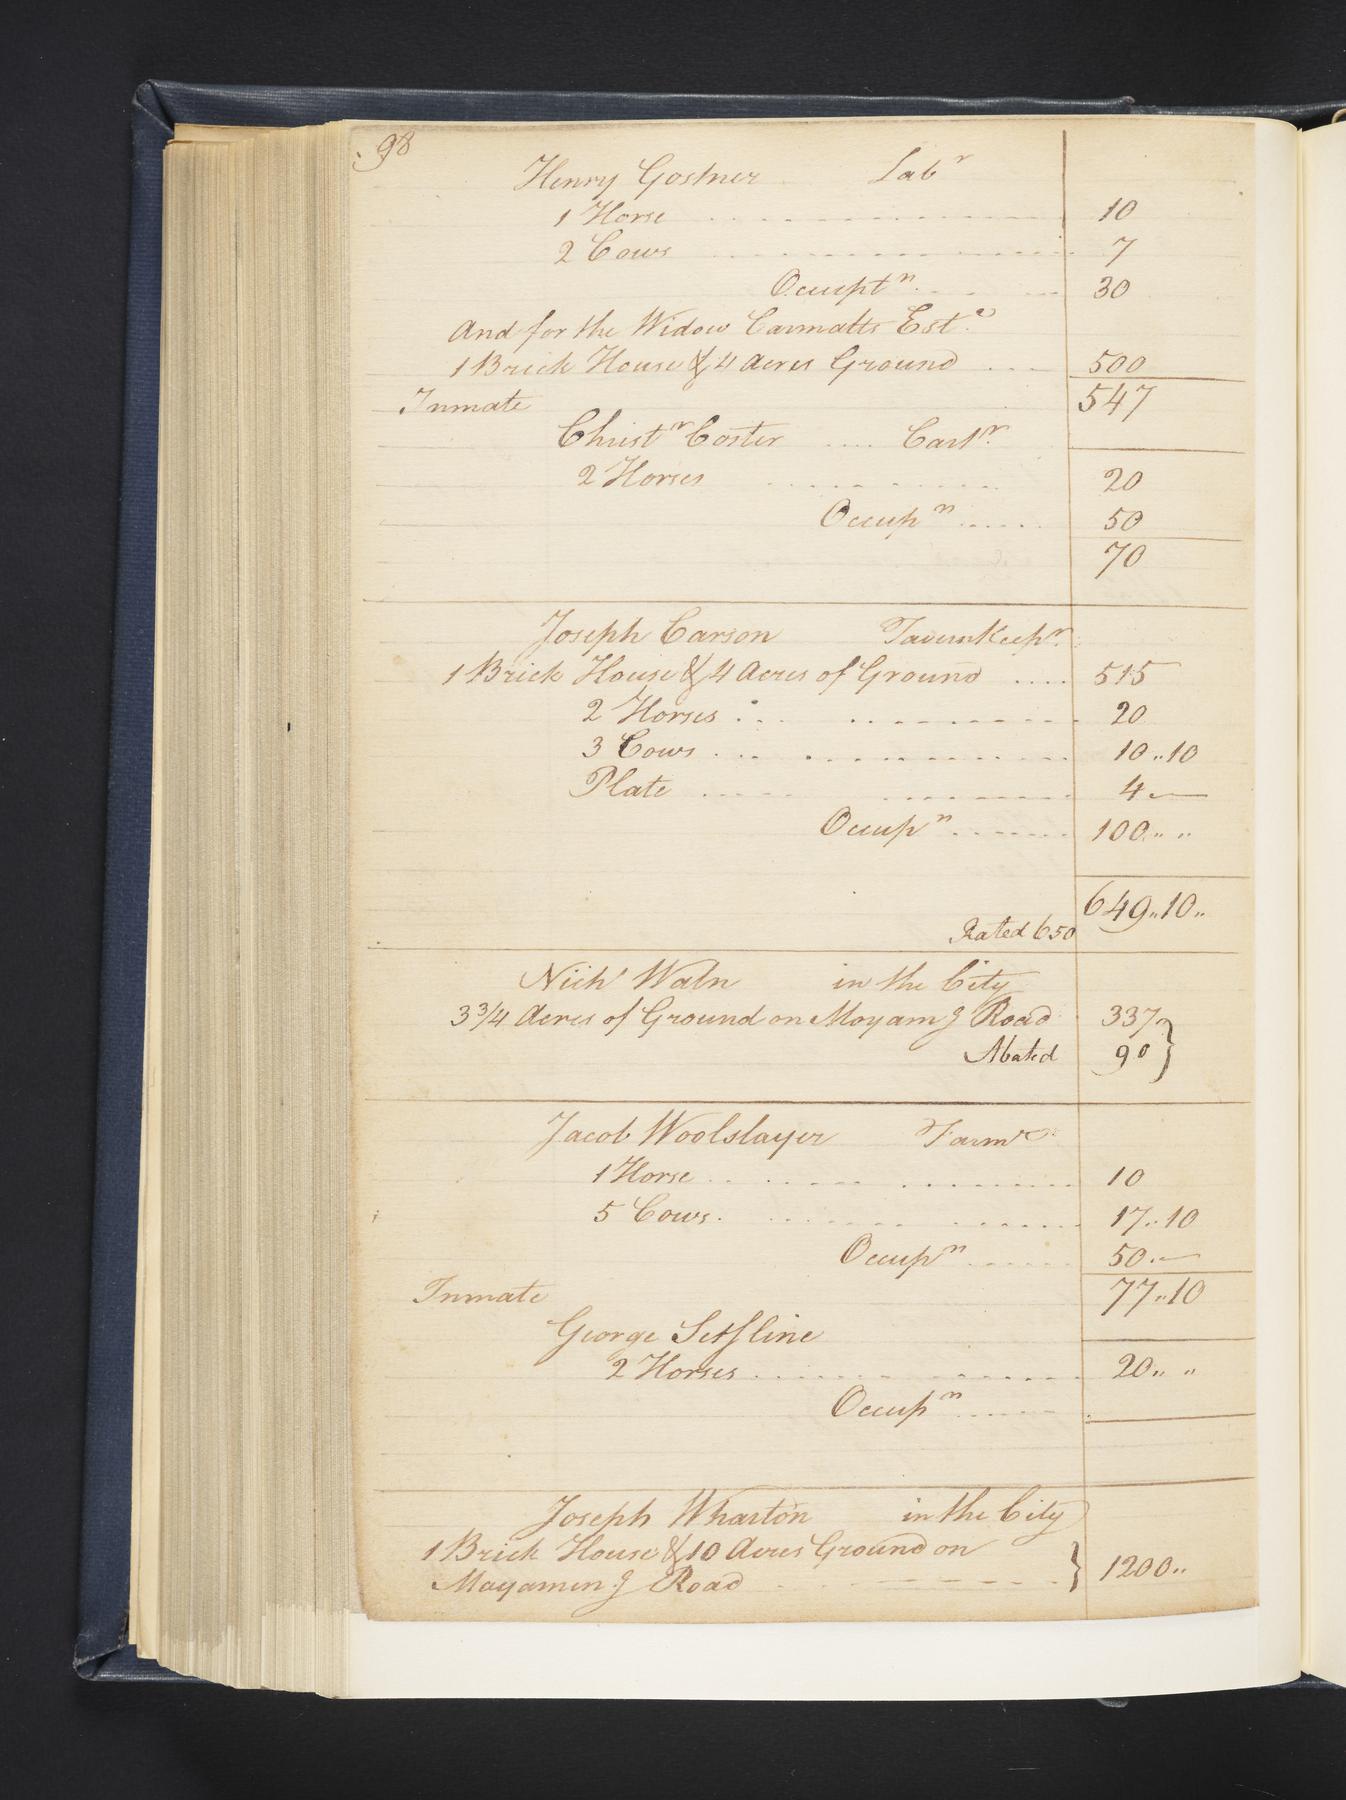 98
Henry Gostner Labr
1 Horse 10
2 Cows 7
Occuptn. 30
And for the Widow Carmatts Este.
1 Brick House & 4 Acres Ground 500
Inmate 547
Christr Coster Cartr.
2 Horses 20
Occupn 50
70
Joseph Carson TavernKeepr.
1 Brick House & 4 Acres of Ground 515
2 Horses 20
3 Cows 10,,10
Plate 4,,—
Occupn 100,, ,,
649,,10,,
Rated 650
Nichs Waln in the City
3 3/4 Acres of Ground on Moyamg Road 337
Abated 90 }
Jacob Woolslayer Farmr.
1 Horse 10
5 Cows 17,,10
Occupn 50,,—
Inmate 77,,10
George
2 Horses 20,, ,,
Occupn
Joseph Wharton in the City
1 Brick House & 10 Acres Ground on
Moyameng Road } 1200,,